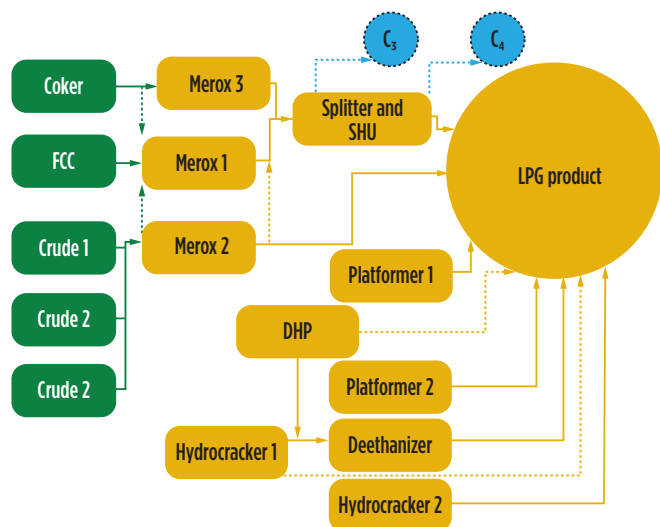 C₃
C₄
Coker
Merox 3
Splitter and
SHU
FCC
Merox 1
LPG product
Crude 1
Merox 2
Platformer 1
Crude 2
DHP
Crude 2
Platformer 2
Hydrocracker 1
Deethanizer
Hydrocracker 2